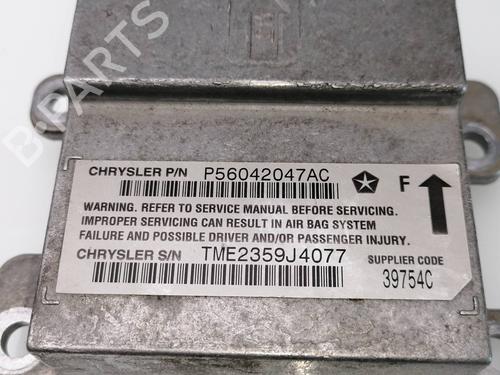 CHRYSLER P/N P56042047AC
F
WARNING. REFER TO SERVICE MANUAL BEFORE SERVICING.
IMPROPER SERVICING CAN RESULT IN AIR BAG SYSTEM
FAILURE AND POSSIBLE DRIVER AND/OR PASSENGER INJURY.
CHRYSLER S/N TME2359J4077
SUPPLIER CODE
39754C